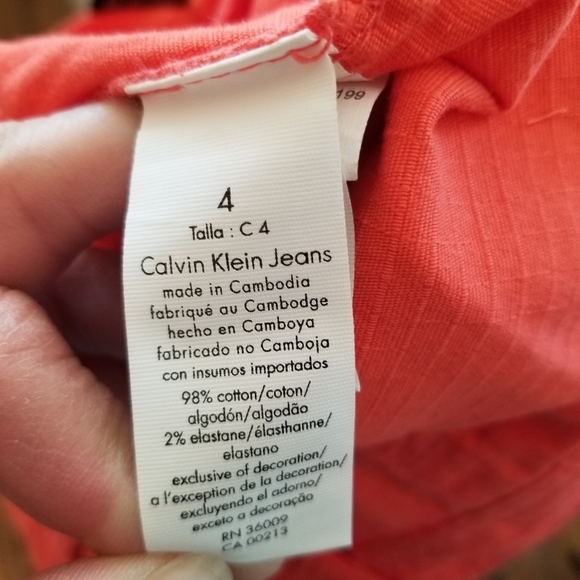 199
4
Talla : C 4
Calvin Klein Jeans
made in Cambodia
fabriqué au Cambodge
hecho en Camboya
fabricado no Camboja
con insumos importados
98% cotton/coton/
algodón/algodão
2% elastane/élasthanne/
elastano
exclusive of decoration/
a l'exception de la decoration/
excluyendo el adorno/
exceto a decoração
RN 36009
CA 00213